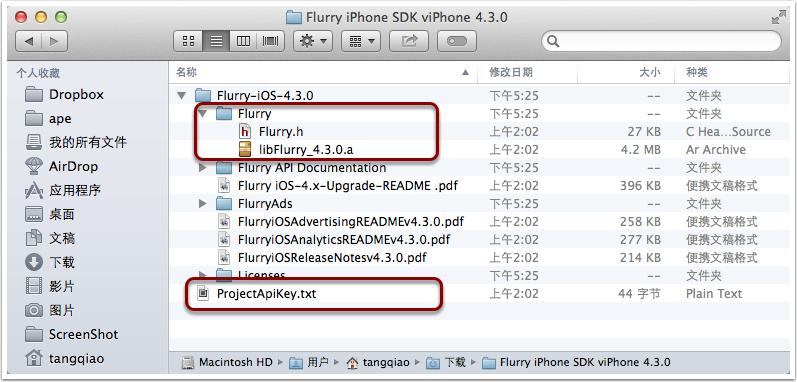 Flurry iPhone SDK viPhone 4.3.0
个人收藏
Dropbox
ape
我的所有文件
AirDrop
应用程序
桌面
文稿
下载
影片
图片
ScreenShot
tangqiao
名称 修改日期 大小 种类
Flurry-iOS-4.3.0 下午5:25 -- 文件夹
Flurry 下午5:25 -- 文件夹
Flurry.h 上午2:02 27 KB C Hea...Source
libFlurry_4.3.0.a 上午2:02 4.2 MB Ar Archive
Flurry API Documentation 下午5:25 -- 文件夹
Flurry iOS-4.x-Upgrade-README .pdf 上午2:02 396 KB 便携文稿格式
FlurryAds 下午5:25 -- 文件夹
FlurryiOSAdvertisingREADMEv4.3.0.pdf 上午2:02 258 KB 便携文稿格式
FlurryiOSAnalyticsREADMEv4.3.0.pdf 上午2:02 277 KB 便携文稿格式
FlurryiOSReleaseNotesv4.3.0.pdf 上午2:02 214 KB 便携文稿格式
Licenses 下午5:25 -- 文件夹
ProjectApiKey.txt 上午2:02 44 字节 Plain Text
Macintosh HD ▸ 用户 ▸ tangqiao ▸ 下载 ▸ Flurry iPhone SDK viPhone 4.3.0